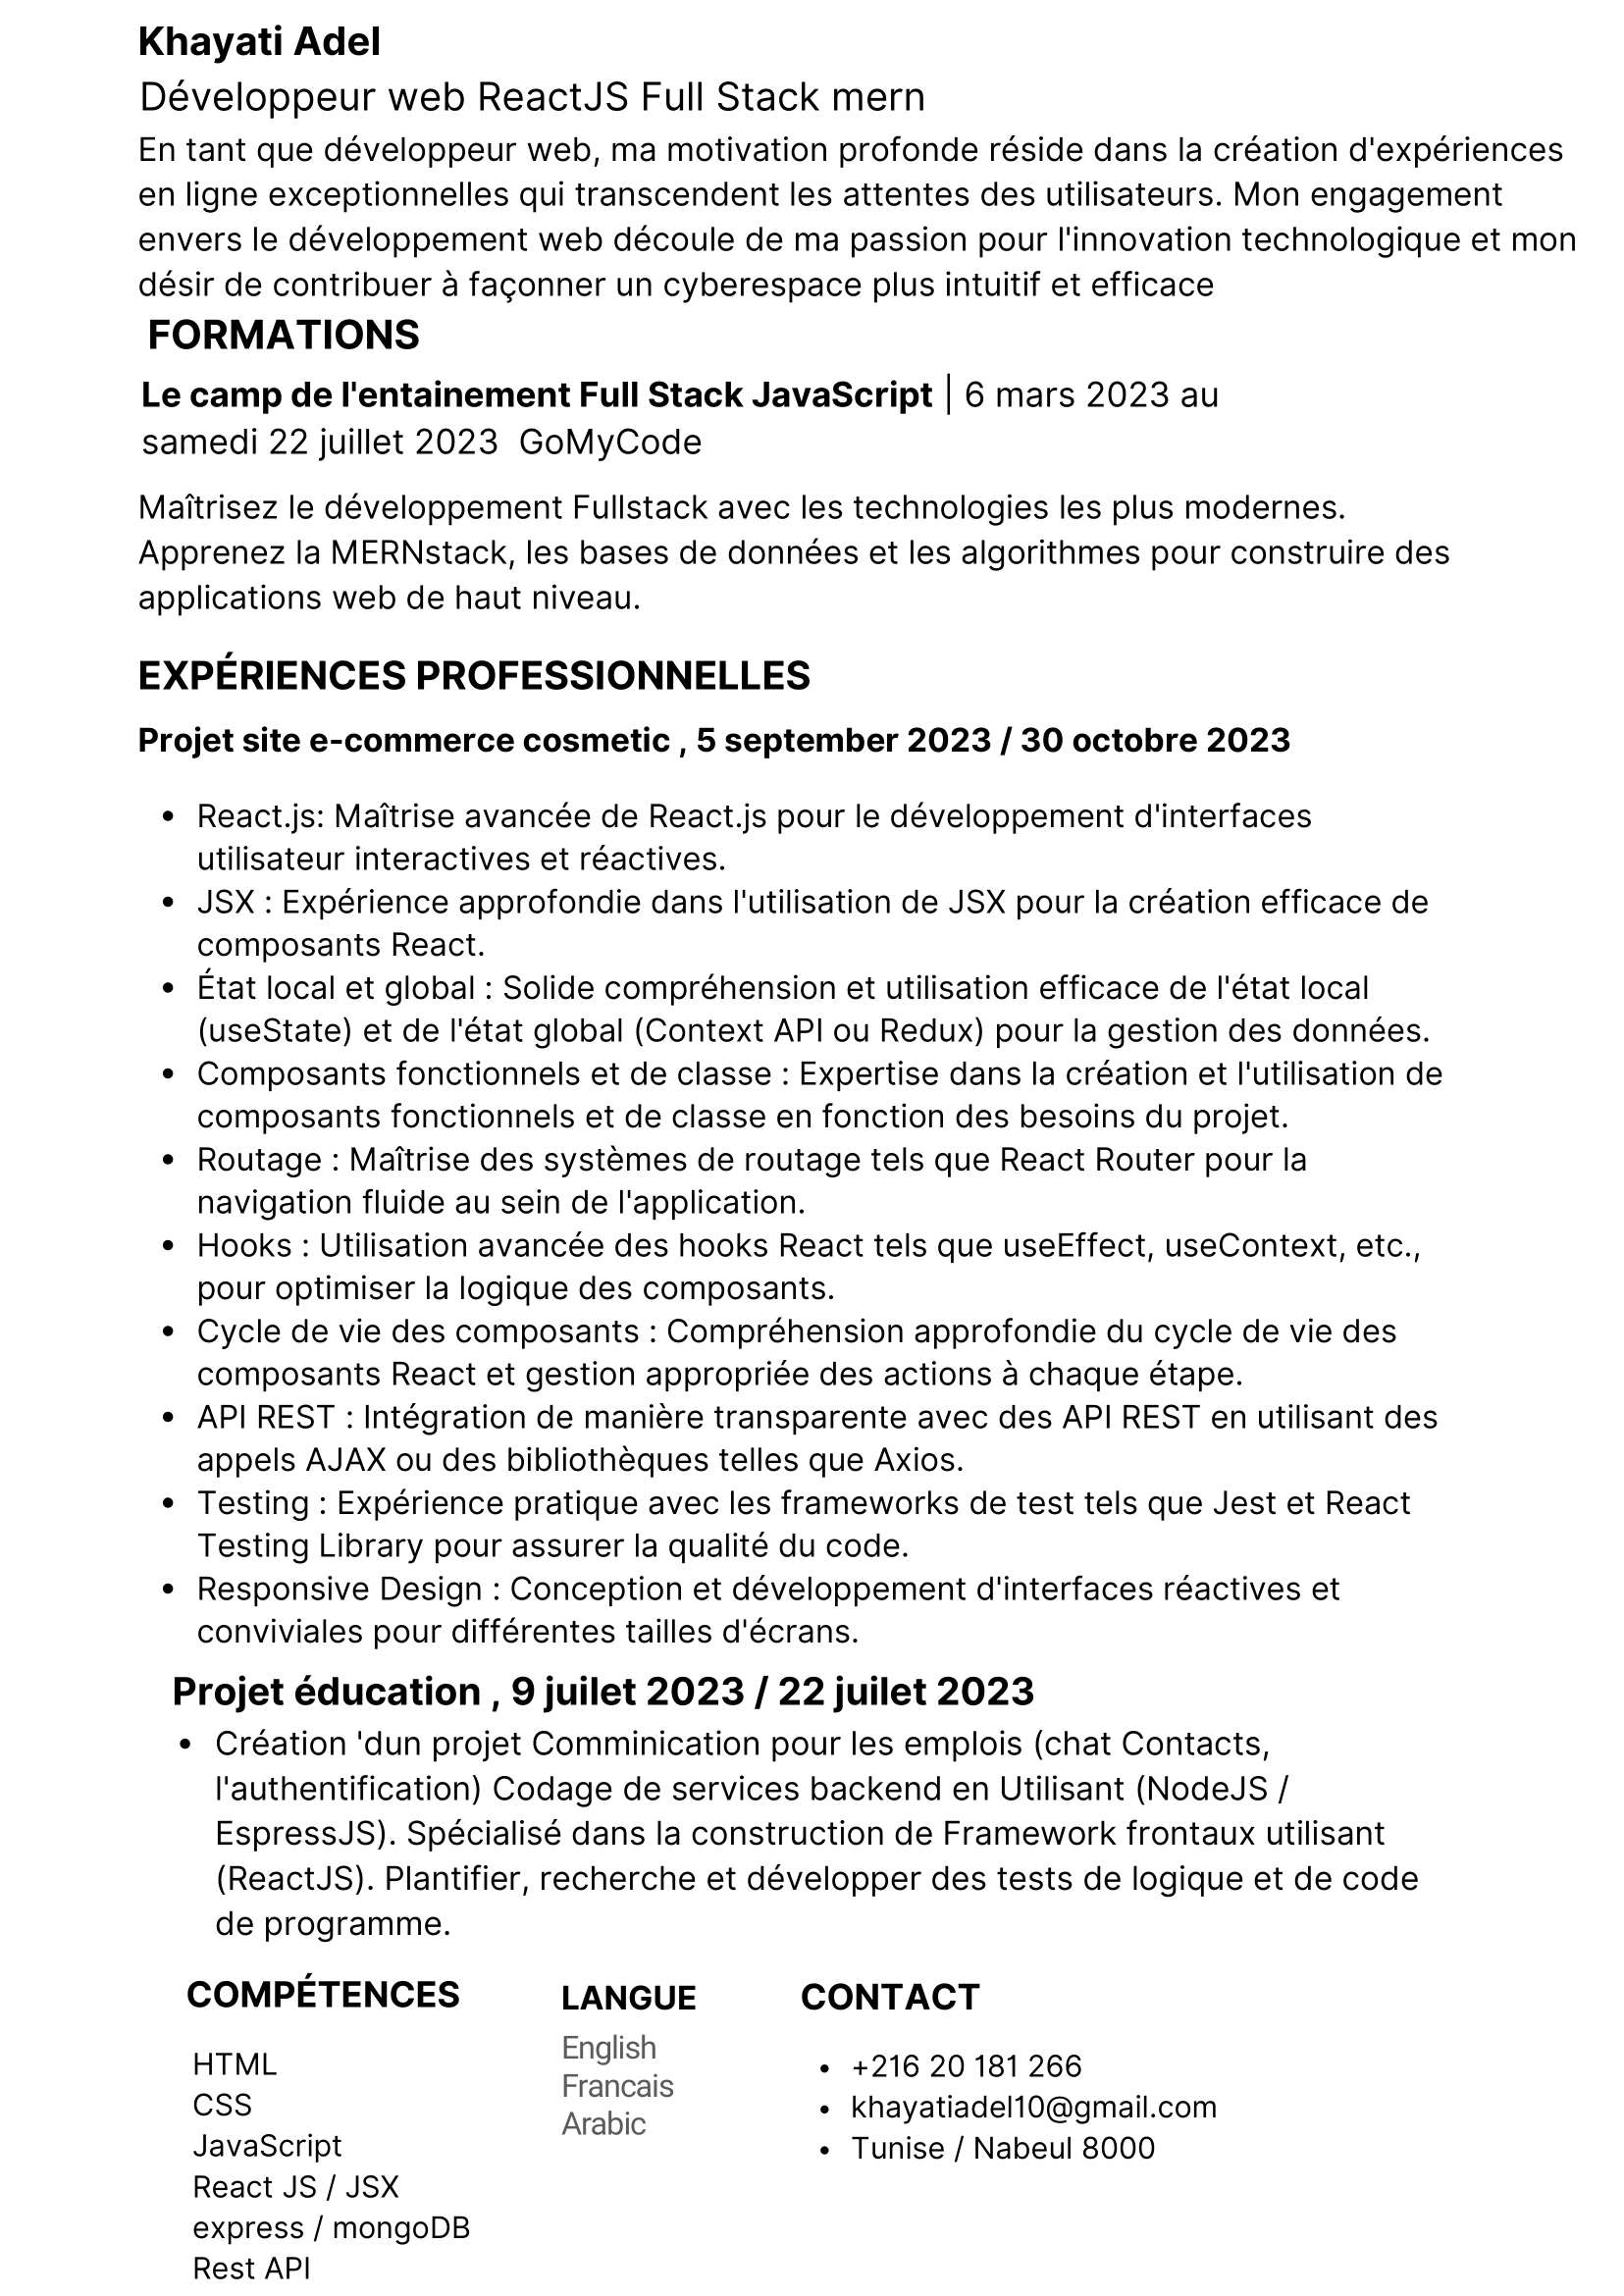 Khayati Adel
Développeur web ReactJS Full Stack mern
En tant que développeur web, ma motivation profonde réside dans la création d'expériences
en ligne exceptionnelles qui transcendent les attentes des utilisateurs. Mon engagement
envers le développement web découle de ma passion pour l'innovation technologique et mon
désir de contribuer à façonner un cyberespace plus intuitif et efficace
FORMATIONS
Le camp de l'entainement Full Stack JavaScript | 6 mars 2023 au
samedi 22 juillet 2023 GoMyCode
Maîtrisez le développement Fullstack avec les technologies les plus modernes.
Apprenez la MERNstack, les bases de données et les algorithmes pour construire des
applications web de haut niveau.
EXPÉRIENCES PROFESSIONNELLES
Projet site e-commerce cosmetic , 5 september 2023 / 30 octobre 2023
• React.js: Maîtrise avancée de React.js pour le développement d'interfaces
utilisateur interactives et réactives.
• JSX : Expérience approfondie dans l'utilisation de JSX pour la création efficace de
composants React.
• État local et global : Solide compréhension et utilisation efficace de l'état local
(useState) et de l'état global (Context API ou Redux) pour la gestion des données.
• Composants fonctionnels et de classe : Expertise dans la création et l'utilisation de
composants fonctionnels et de classe en fonction des besoins du projet.
• Routage : Maîtrise des systèmes de routage tels que React Router pour la
navigation fluide au sein de l'application.
• Hooks : Utilisation avancée des hooks React tels que useEffect, useContext, etc.,
pour optimiser la logique des composants.
• Cycle de vie des composants : Compréhension approfondie du cycle de vie des
composants React et gestion appropriée des actions à chaque étape.
• API REST : Intégration de manière transparente avec des API REST en utilisant des
appels AJAX ou des bibliothèques telles que Axios.
• Testing : Expérience pratique avec les frameworks de test tels que Jest et React
Testing Library pour assurer la qualité du code.
• Responsive Design : Conception et développement d'interfaces réactives et
conviviales pour différentes tailles d'écrans.
Projet éducation , 9 juilet 2023 / 22 juilet 2023
• Création 'dun projet Comminication pour les emplois (chat Contacts,
l'authentification) Codage de services backend en Utilisant (NodeJS /
EspressJS). Spécialisé dans la construction de Framework frontaux utilisant
(ReactJS). Plantifier, recherche et développer des tests de logique et de code
de programme.
COMPÉTENCES
HTML
CSS
JavaScript
React JS / JSX
express / mongoDB
Rest API
LANGUE
English
Francais
Arabic
CONTACT
• +216 20 181 266
• khayatiadel10@gmail.com
• Tunise / Nabeul 8000